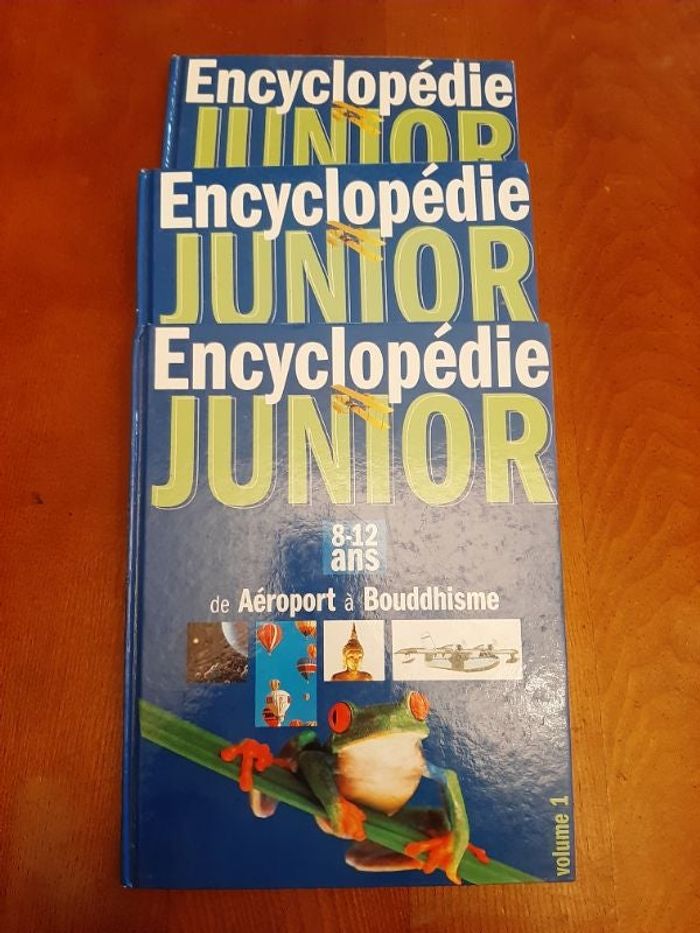 Encyclopédie
JUNIOR
Encyclopédie
JUNIOR
Encyclopédie
JUNIOR
8-12
ans
de Aéroport à Bouddhisme
volume 1